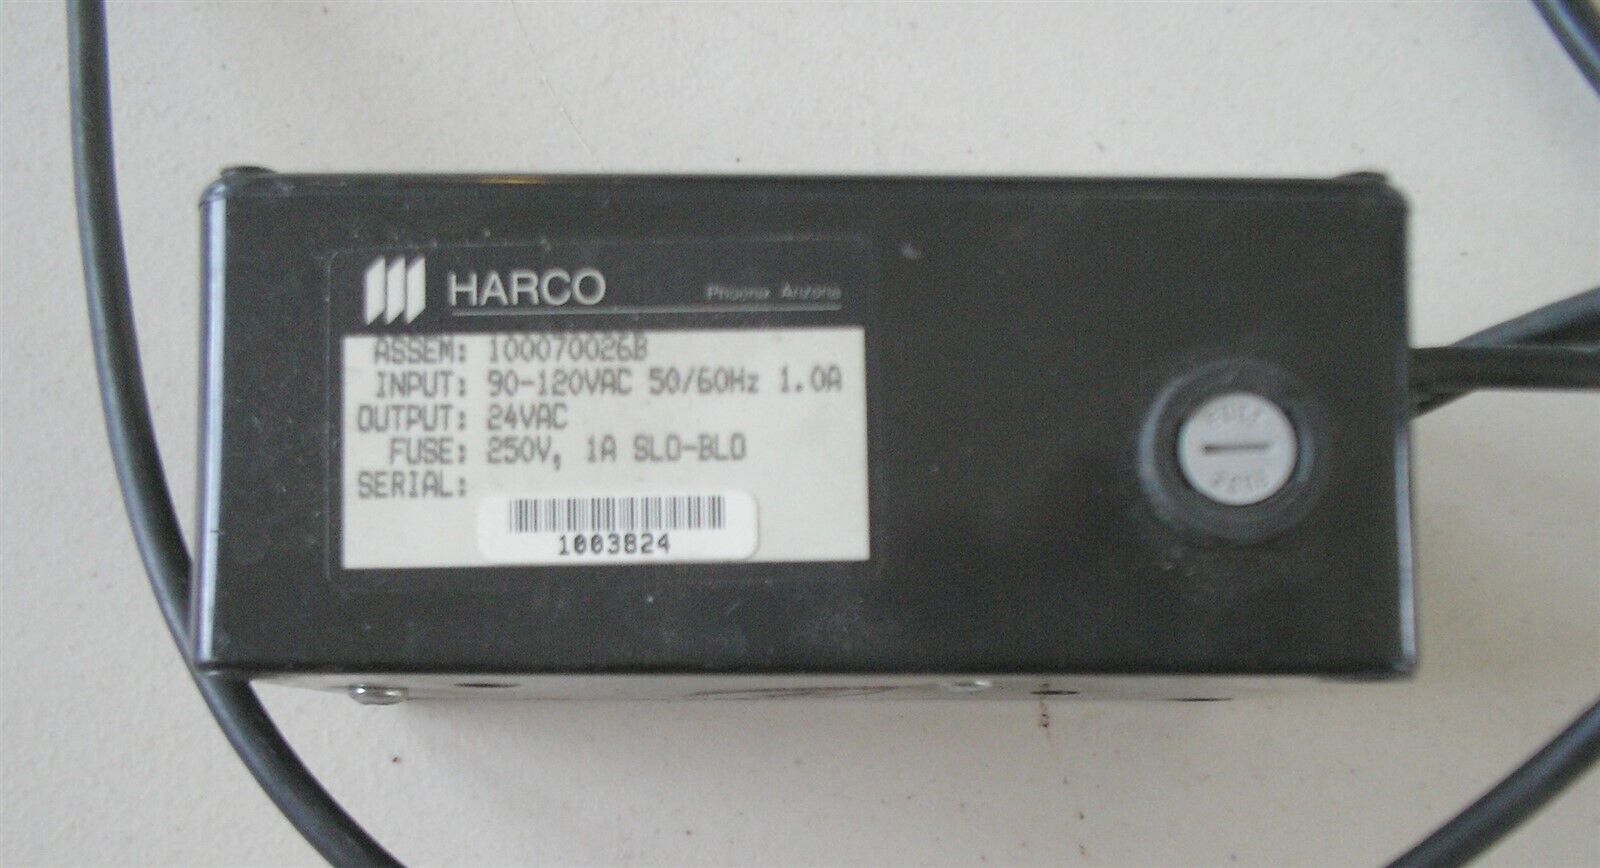 HARCO
Phoenix Arizona
ASSEM: 100070026B
INPUT: 90-120VAC 50/60Hz 1.0A
OUTPUT: 24VAC
FUSE: 250V, 1A SLO-BLO
SERIAL:
1003824